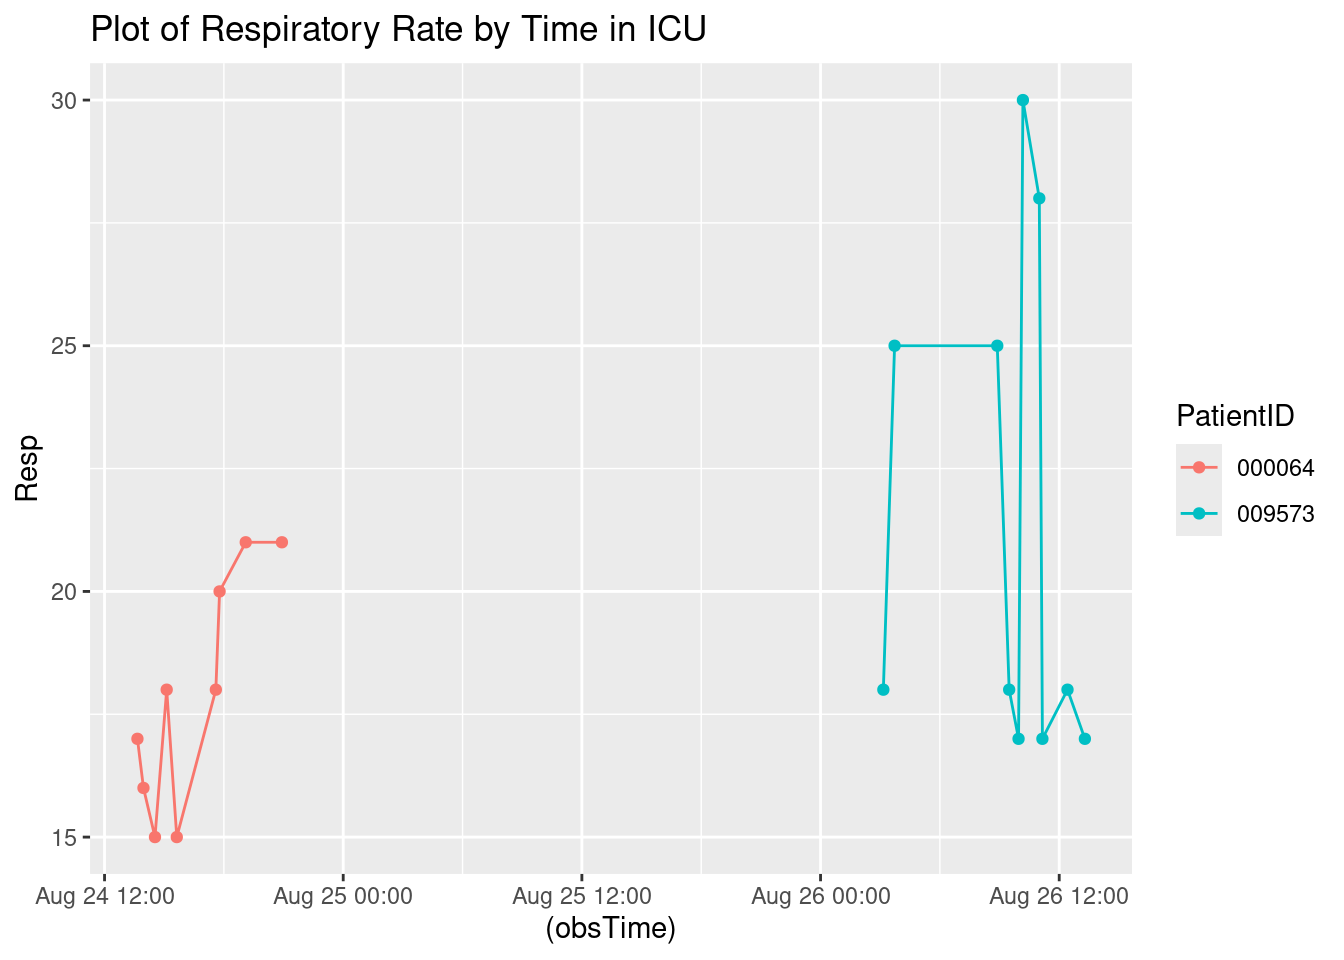 Plot of Respiratory Rate by Time in ICU
30
25
20
15
Resp
Aug 24 12:00 Aug 25 00:00 Aug 25 12:00 Aug 26 00:00 Aug 26 12:00
(obsTime)
PatientID
000064
009573